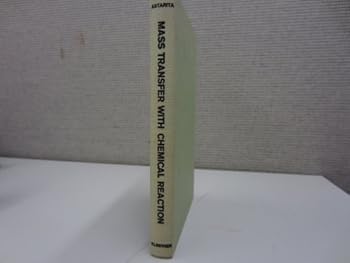 ASTARITA
MASS TRANSFER WITH CHEMICAL REACTION
ELSEVIER